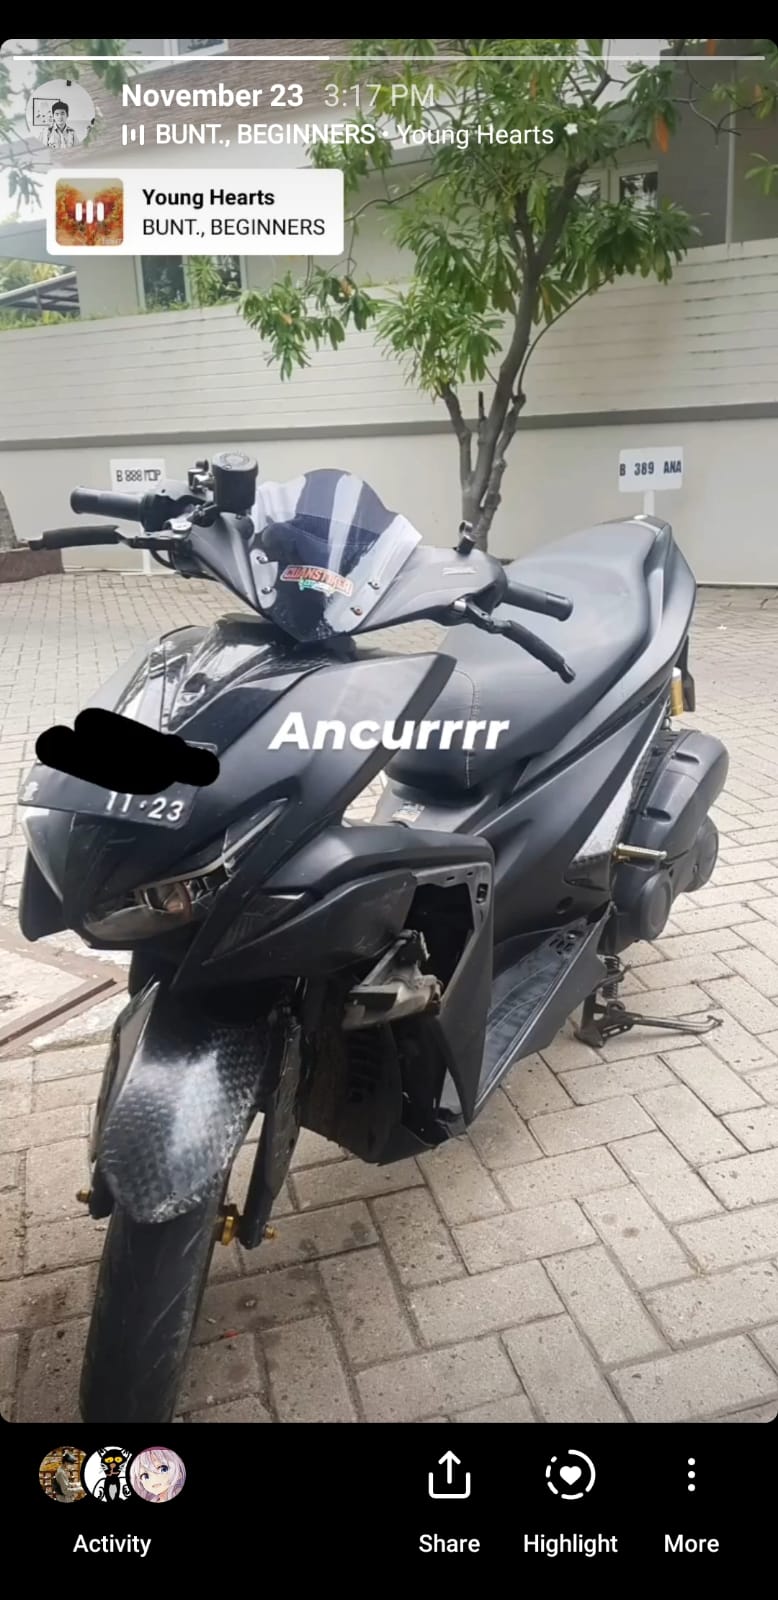 November 23 3:17 PM
BUNT., BEGINNERS • Young Hearts
Young Hearts
BUNT., BEGINNERS
B 888 TOP
B 389 ANA
Ancurrrr
11•23
Activity
Share
Highlight
More